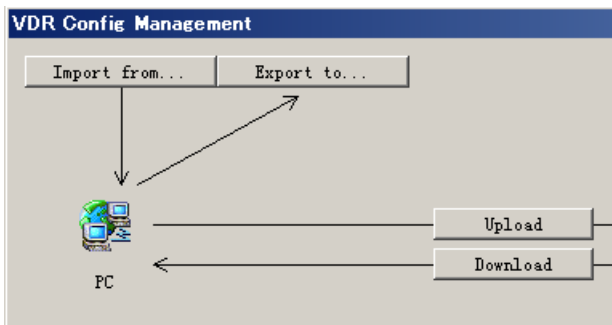 VDR Config Management
Import from... Export to...
Upload
Download
PC